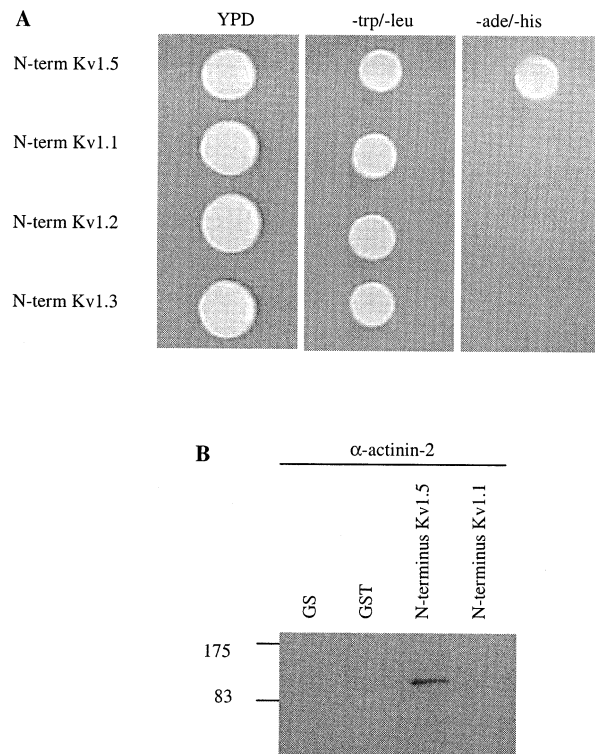 A
YPD -trp/-leu -ade/-his
N-term Kv1.5
N-term Kv1.1
N-term Kv1.2
N-term Kv1.3
B
α-actinin-2
GS
GST
N-terminus Kv1.5
N-terminus Kv1.1
175
83